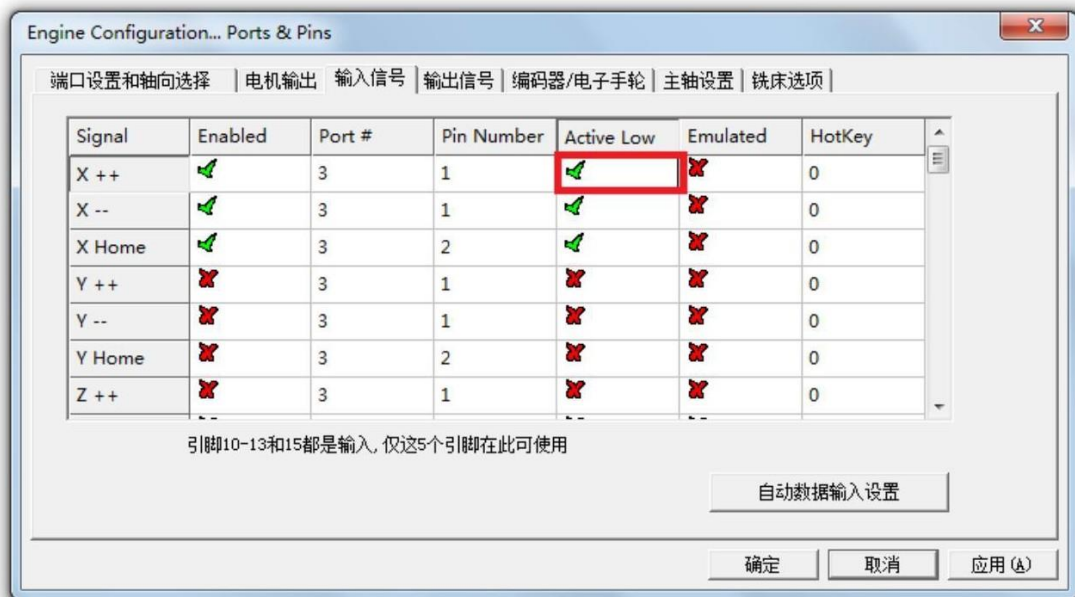 Engine Configuration... Ports & Pins
端口设置和轴向选择 电机输出 输入信号 输出信号 编码器/电子手轮 主轴设置 铣床选项
Signal Enabled Port # Pin Number Active Low Emulated HotKey
X ++ 3 1 0
X -- 3 1 0
X Home 3 2 0
Y ++ 3 1 0
Y -- 3 1 0
Y Home 3 2 0
Z ++ 3 1 0
引脚10-13和15都是输入,仅这5个引脚在此可使用
自动数据输入设置
确定 取消 应用(A)